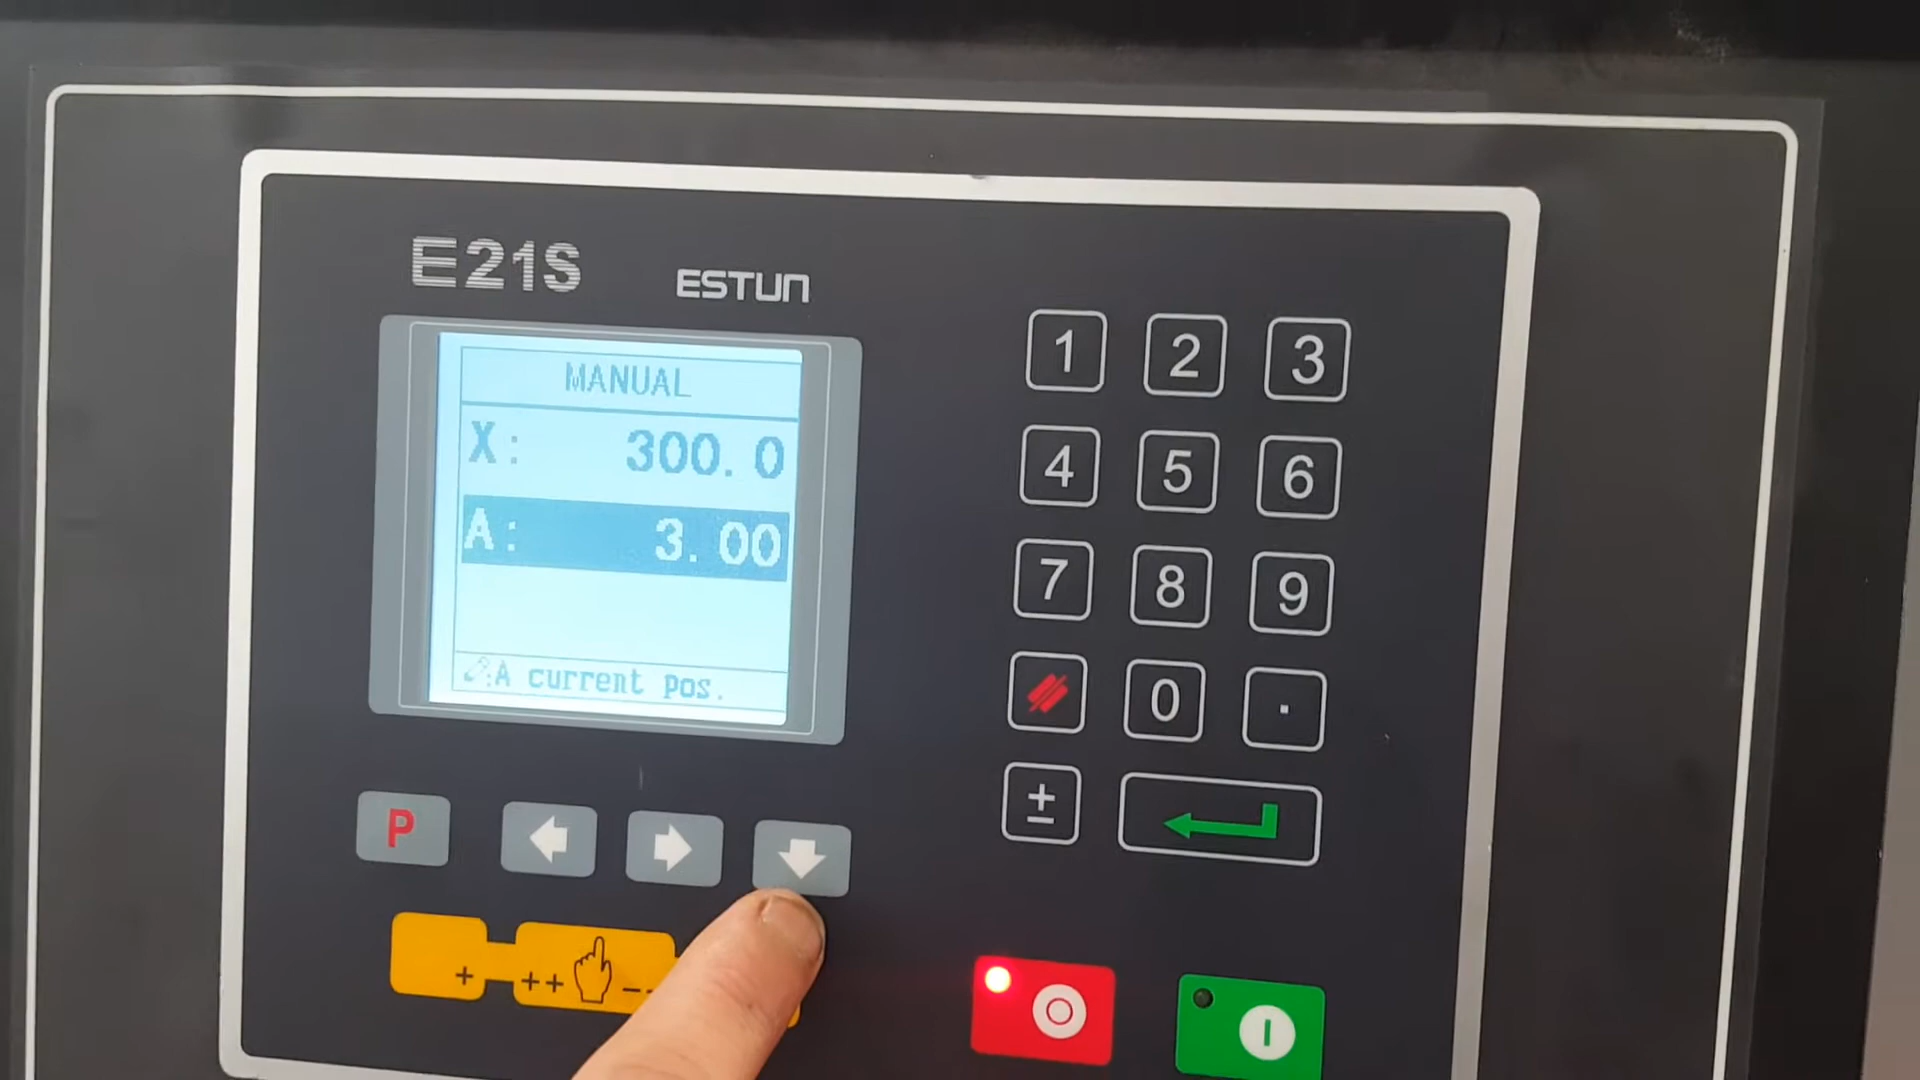 E21S ESTUN
MANUAL
X: 300.0
A: 3.00
:A current pos.
1 2 3
4 5 6
7 8 9
0 .
±
P
+ ++ --